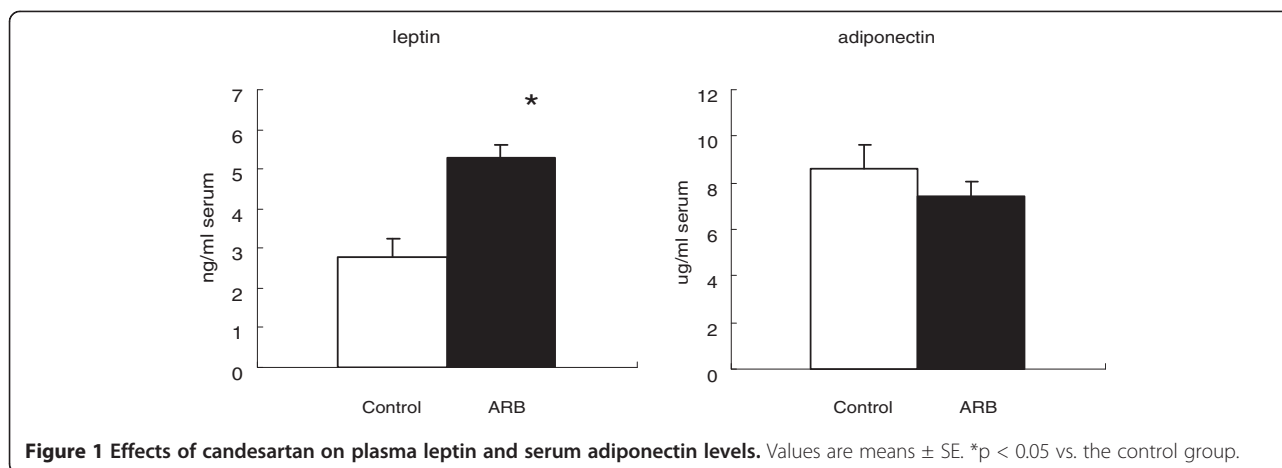 leptin
7
6
5
4
3
2
1
0
ng/ml serum
*
Control ARB
adiponectin
12
10
8
6
4
2
0
ug/ml serum
Control ARB
Figure 1 Effects of candesartan on plasma leptin and serum adiponectin levels. Values are means ± SE. *p < 0.05 vs. the control group.